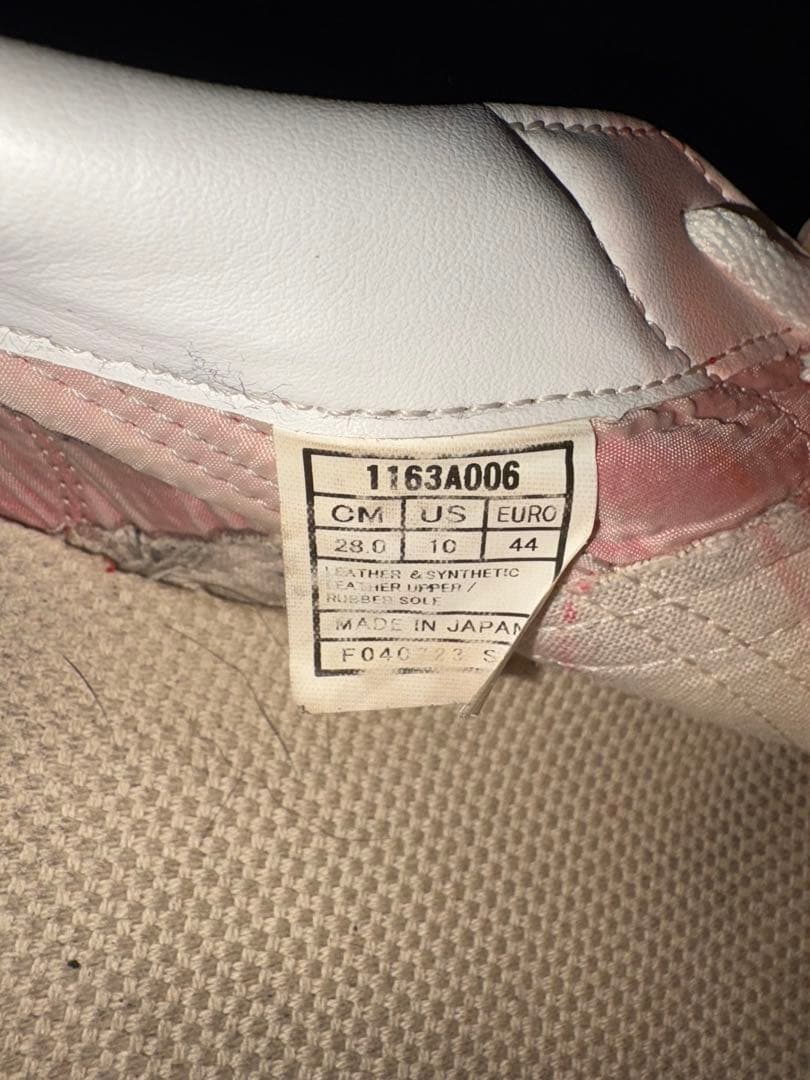 1163A006
CM US EURO
28.0 10 44
LEATHER & SYNTHETIC
LEATHER UPPER /
RUBBER SOLE
MADE IN JAPAN